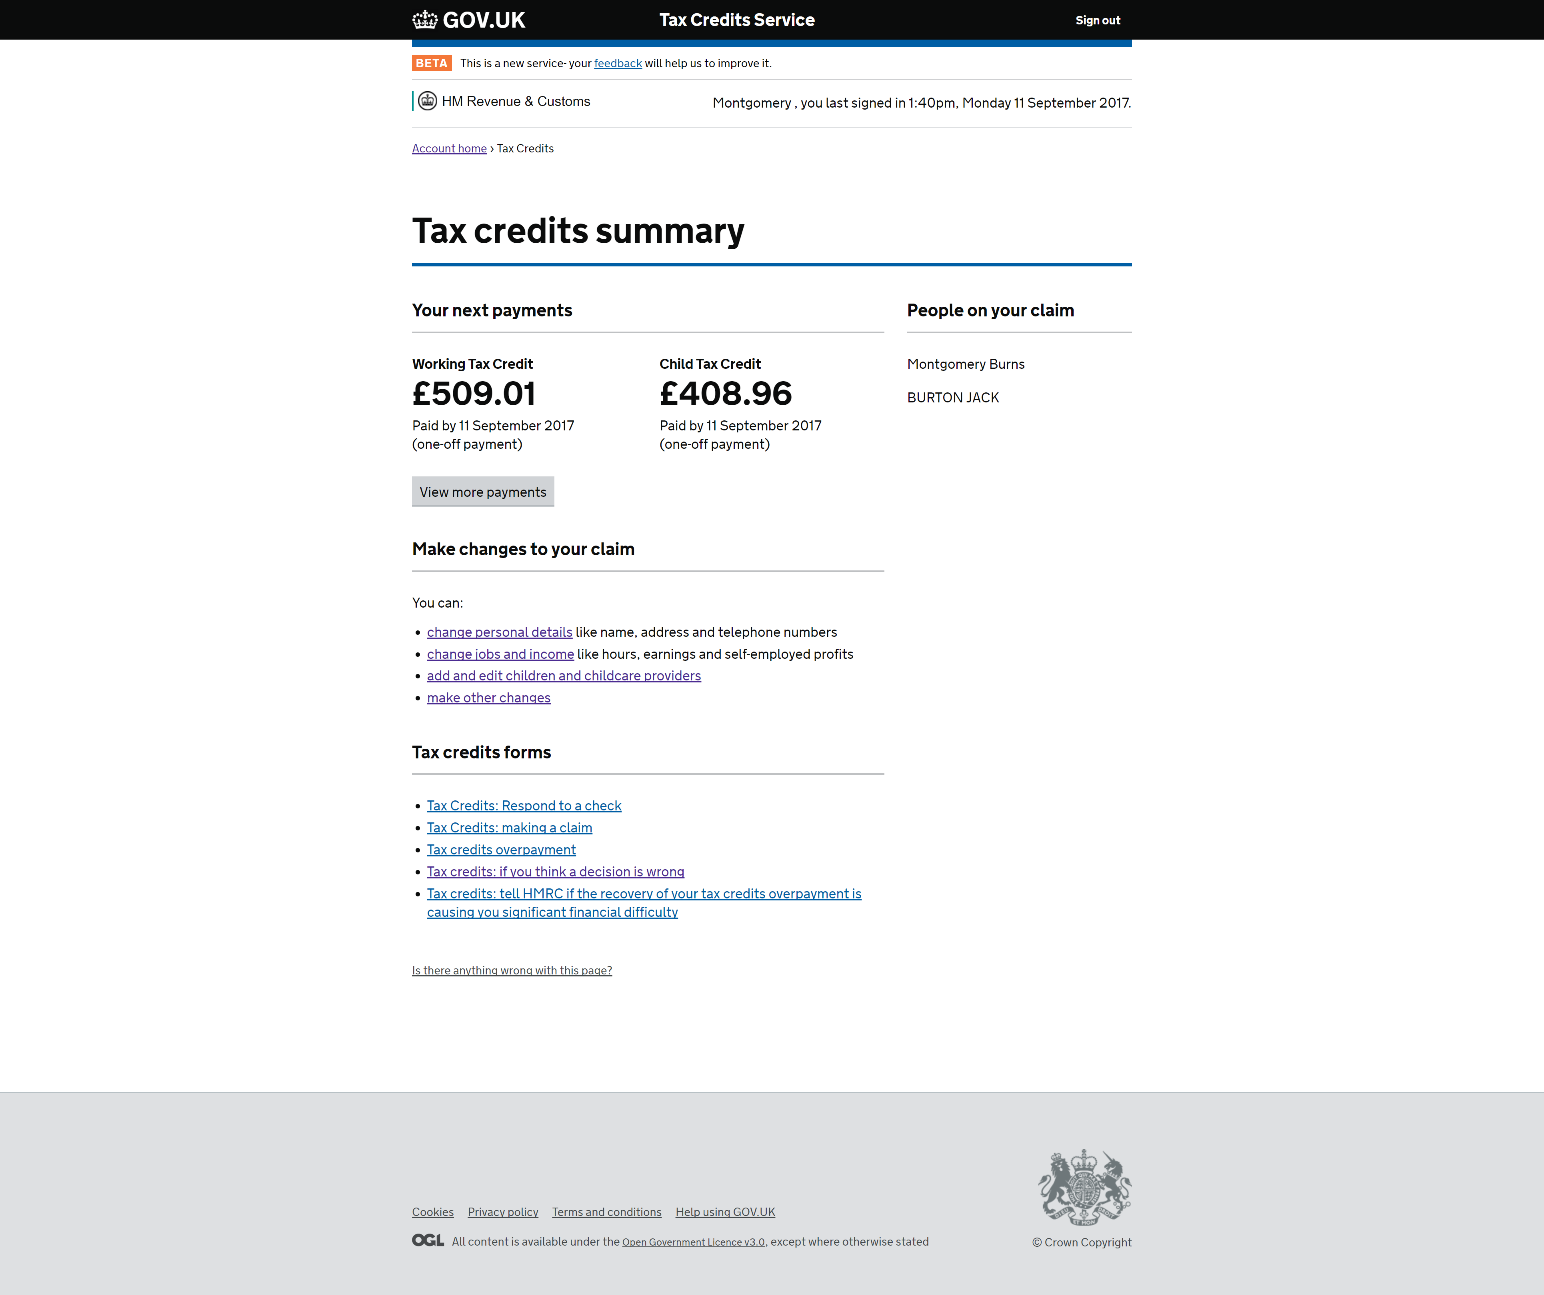 GOV.UK
Tax Credits Service
Sign out
BETA This is a new service- your feedback will help us to improve it.
HM Revenue & Customs
Montgomery , you last signed in 1:40pm, Monday 11 September 2017.
Account home › Tax Credits
Tax credits summary
Your next payments
Working Tax Credit
£509.01
Paid by 11 September 2017
(one-off payment)
Child Tax Credit
£408.96
Paid by 11 September 2017
(one-off payment)
View more payments
People on your claim
Montgomery Burns
BURTON JACK
Make changes to your claim
You can:
• change personal details like name, address and telephone numbers
• change jobs and income like hours, earnings and self-employed profits
• add and edit children and childcare providers
• make other changes
Tax credits forms
• Tax Credits: Respond to a check
• Tax Credits: making a claim
• Tax credits overpayment
• Tax credits: if you think a decision is wrong
• Tax credits: tell HMRC if the recovery of your tax credits overpayment is
causing you significant financial difficulty
Is there anything wrong with this page?
Cookies Privacy policy Terms and conditions Help using GOV.UK
OGL All content is available under the Open Government Licence v3.0, except where otherwise stated
© Crown Copyright